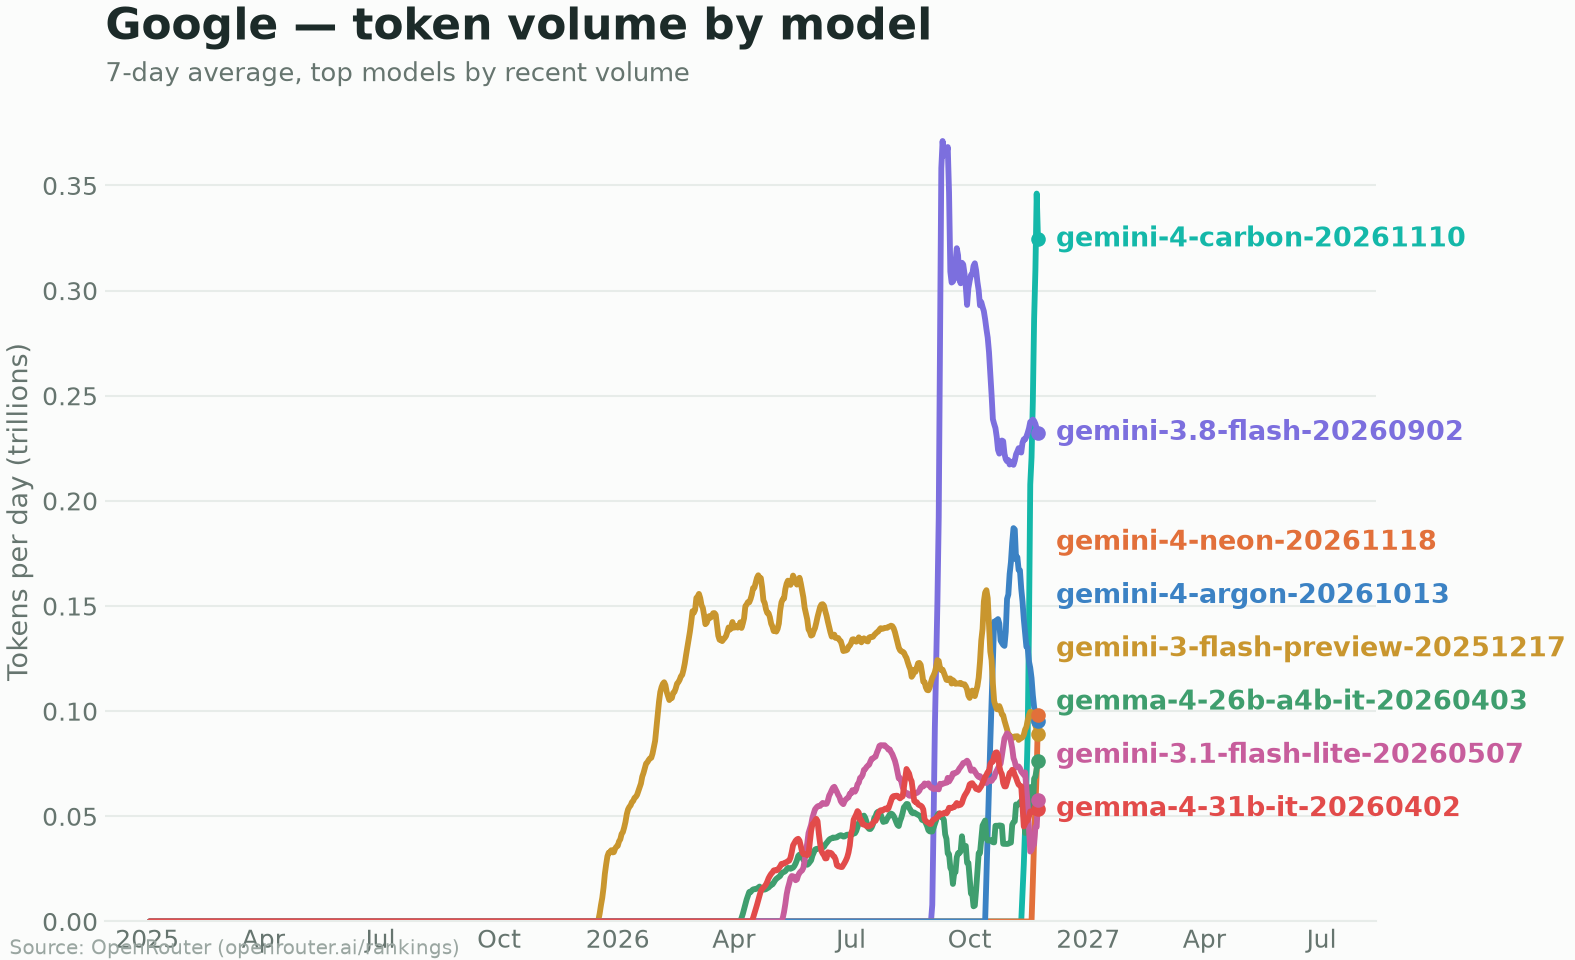 Google — token volume by model
7-day average, top models by recent volume
Tokens per day (trillions)
0.35
0.30
0.25
0.20
0.15
0.10
0.05
0.00
gemini-4-carbon-20261110
gemini-3.8-flash-20260902
gemini-4-neon-20261118
gemini-4-argon-20261013
gemini-3-flash-preview-20251217
gemma-4-26b-a4b-it-20260403
gemini-3.1-flash-lite-20260507
gemma-4-31b-it-20260402
2025 Apr Jul Oct 2026 Apr Jul Oct 2027 Apr Jul
Source: OpenRouter (openrouter.ai/rankings)